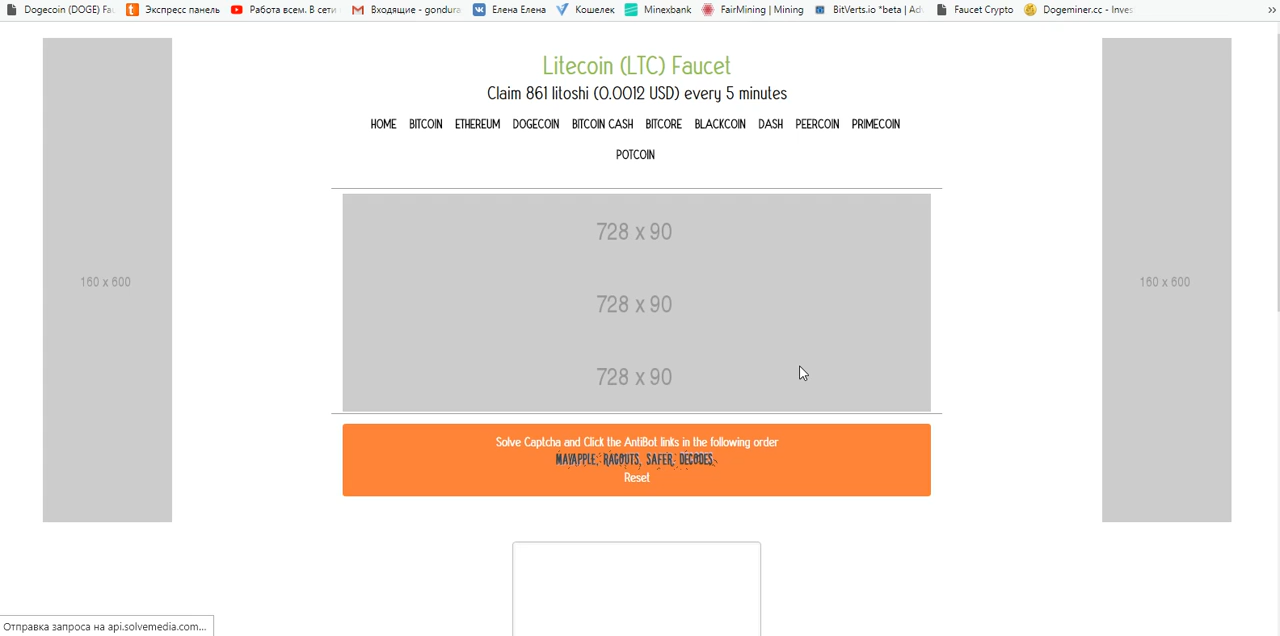 Dogecoin (DOGE) Fau Экспресс панель Работа всем. В сети Входящие - gondura Елена Елена Кошелек Minexbank FairMining | Mining BitVerts.io *beta | Ad Faucet Crypto Dogeminer.cc - Inves »
Litecoin (LTC) Faucet
Claim 861 litoshi (0.0012 USD) every 5 minutes
HOME BITCOIN ETHEREUM DOGECOIN BITCOIN CASH BITCORE BLACKCOIN DASH PEERCOIN PRIMECOIN
POTCOIN
728 x 90
160 x 600
160 x 600
728 x 90
728 x 90
Solve Captcha and Click the AntiBot links in the following order
MAYAPPLE, RAGOUTS, SAFER, DECODES
Reset
Отправка запроса на api.solvemedia.com...